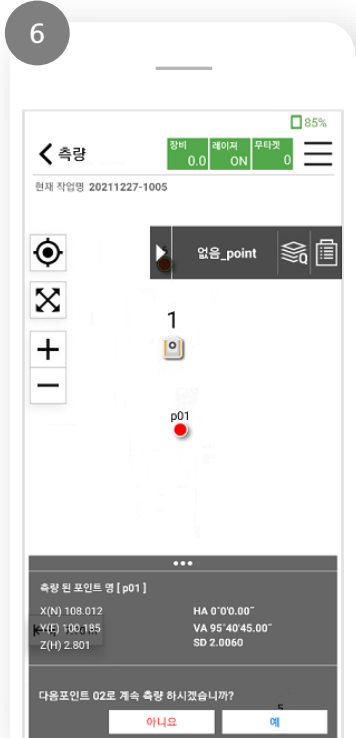 6
85%
측량
장비 레이저 무타겟
0.0 ON 0
현재 작업명 20211227-1005
없음_point
1
p01
측량 된 포인트 명 [ p01 ]
X(N) 108.012 HA 0˚0'0.00"
Y(E) 100.185 VA 95˚40'45.00"
Z(H) 2.801 SD 2.0060
다음포인트 02로 계속 측량 하시겠습니까?
5
아니요 예